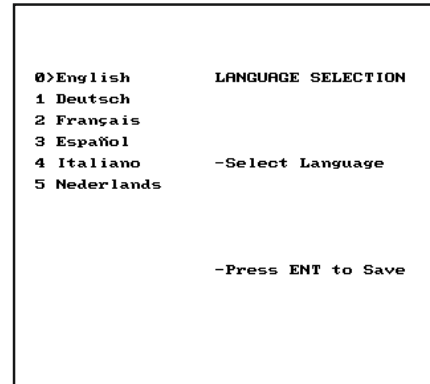 0>English LANGUAGE SELECTION
1 Deutsch
2 Français
3 Español
4 Italiano -Select Language
5 Nederlands
-Press ENT to Save